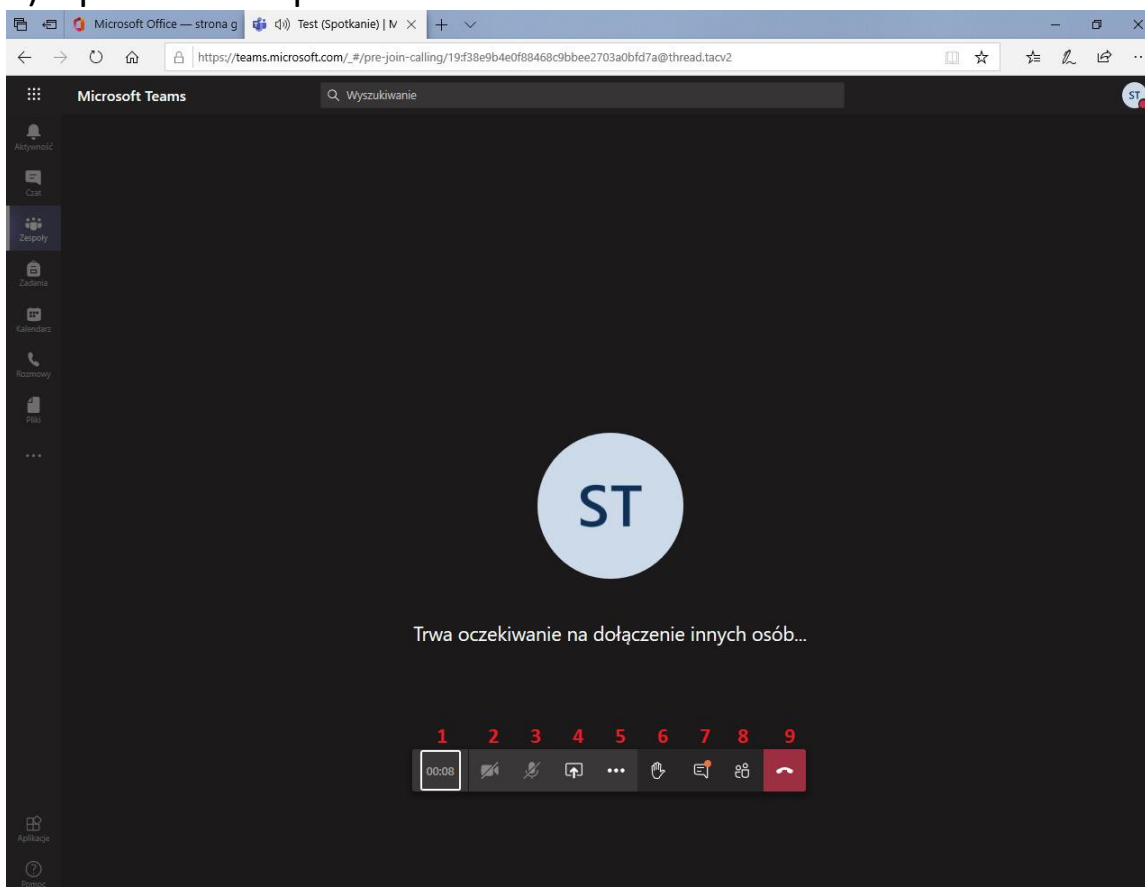 Microsoft Office — strona g
Test (Spotkanie) | M
https://teams.microsoft.com/_#/pre-join-calling/19:f38e9b4e0f88468c9bbee2703a0bfd7a@thread.tacv2
Microsoft Teams
Wyszukiwanie
ST
Aktywność
Czat
Zespoły
Zadania
Kalendarz
Rozmowy
Pliki
ST
Trwa oczekiwanie na dołączenie innych osób...
1 2 3 4 5 6 7 8 9
00:08
Aplikacje
Pomoc